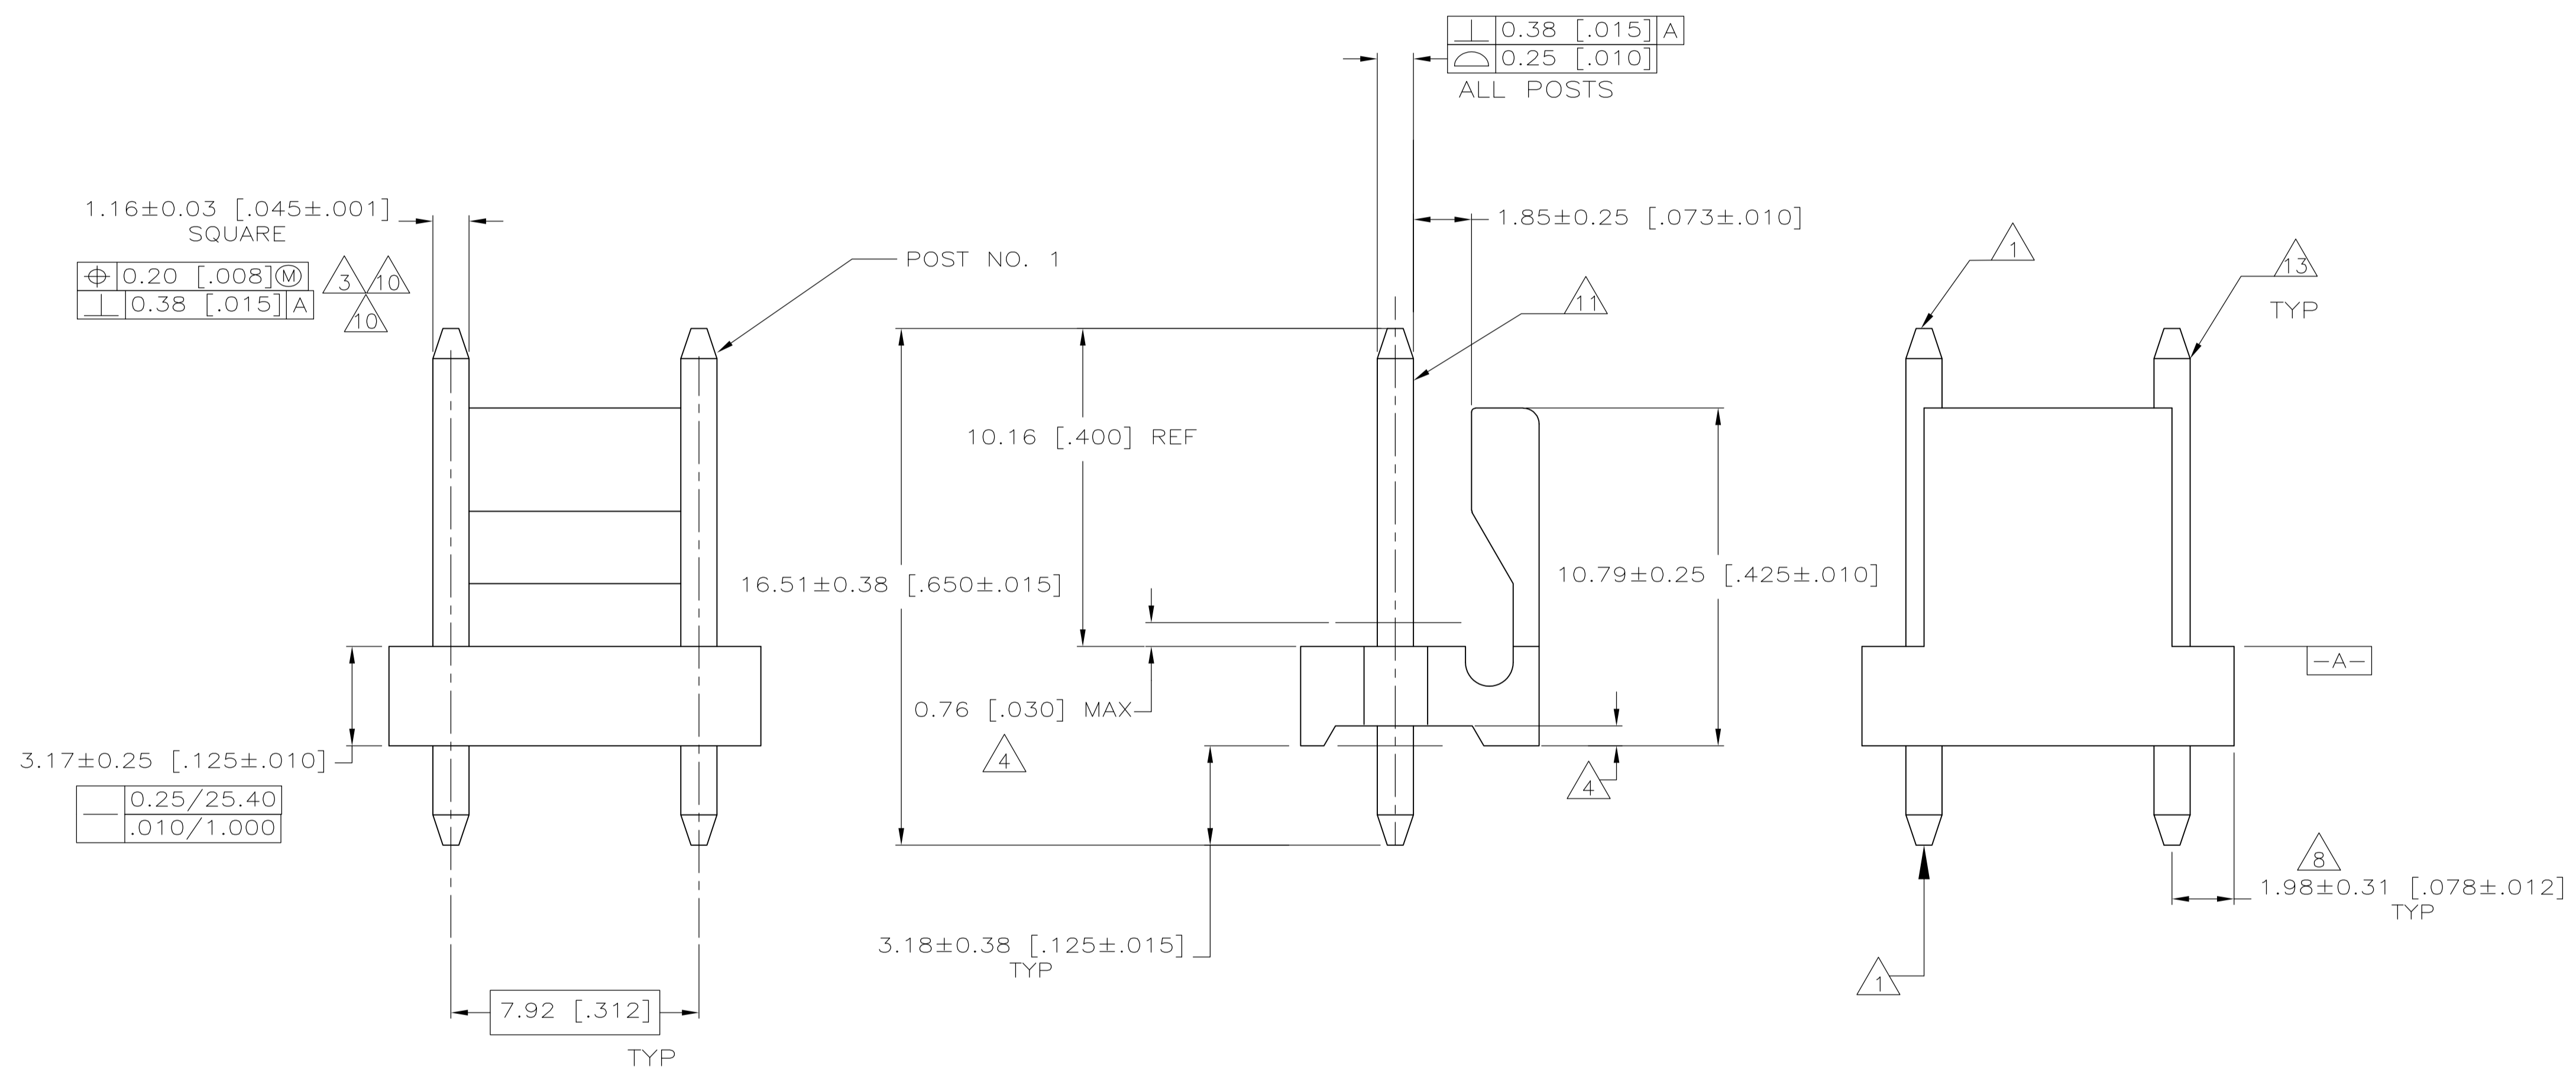 0.38 [.015] A
0.25 [.010]
ALL POSTS
1.16±0.03 [.045±.001]
SQUARE
0.20 [.008]Ⓜ
0.38 [.015] A
3
10
10
POST NO. 1
1.85±0.25 [.073±.010]
11
1
13
TYP
10.16 [.400] REF
16.51±0.38 [.650±.015]
10.79±0.25 [.425±.010]
-A-
0.76 [.030] MAX
4
4
3.17±0.25 [.125±.010]
0.25/25.40
.010/1.000
8
1.98±0.31 [.078±.012]
TYP
3.18±0.38 [.125±.015]
TYP
1
7.92 [.312]
TYP